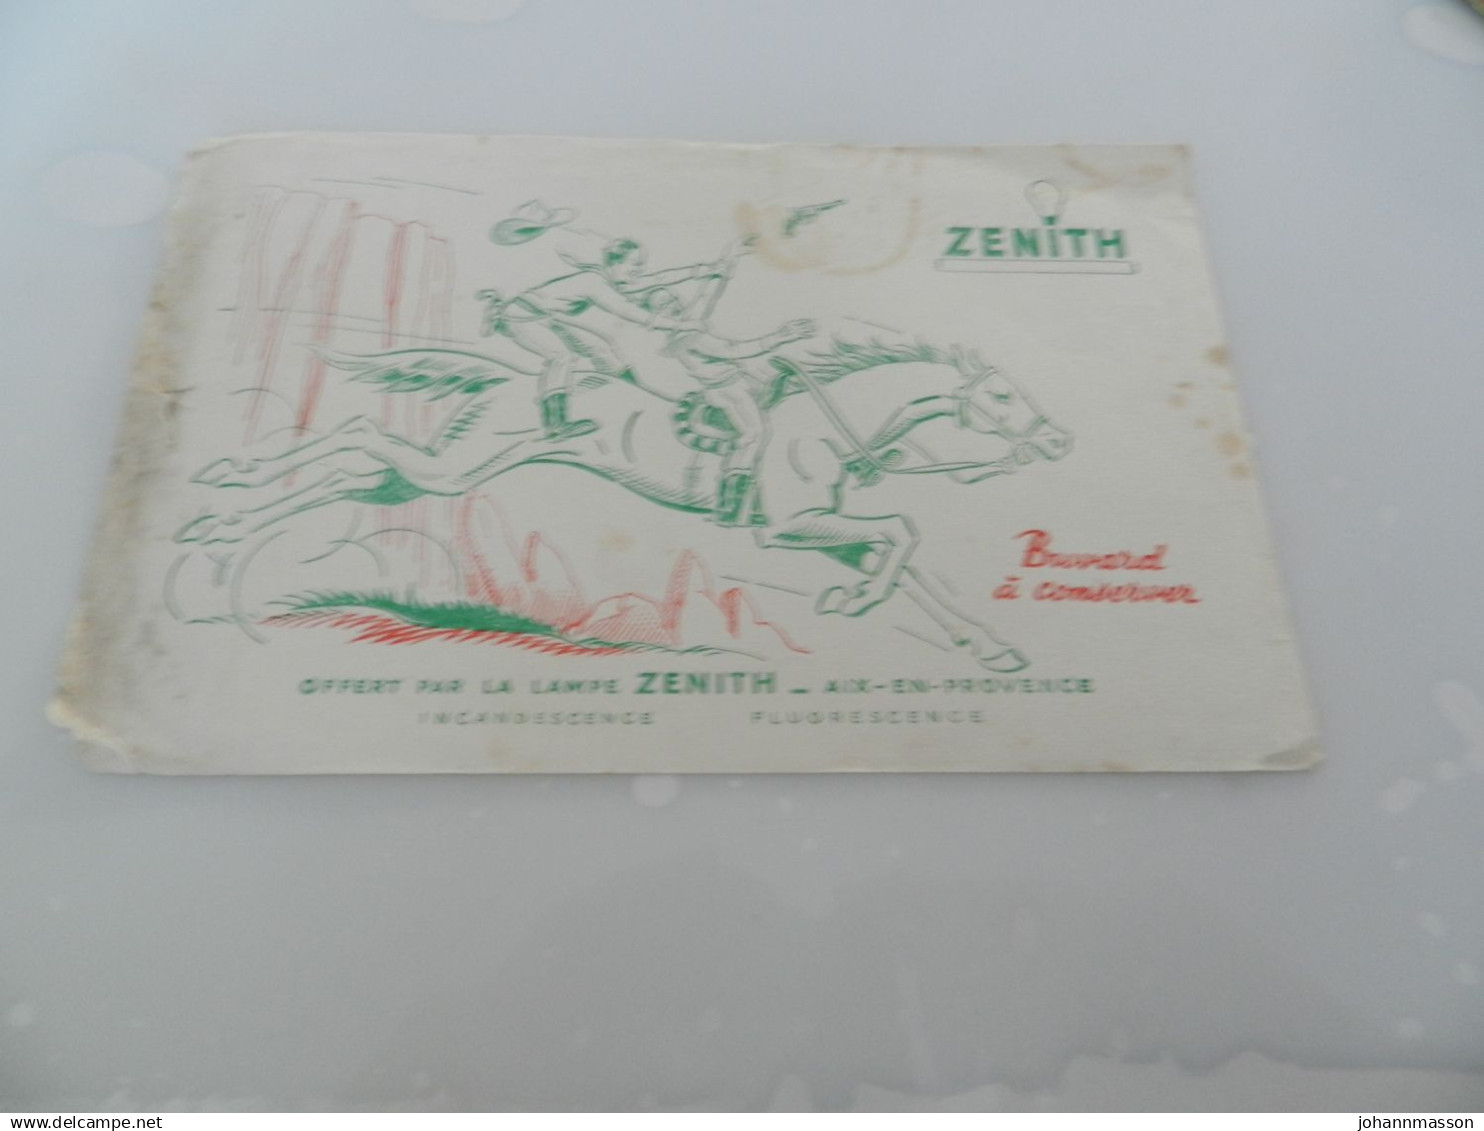 ZENITH
Buvard
à conserver
OFFERT PAR LA LAMPE ZENITH - AIX-EN-PROVENCE
INCANDESCENCE FLUORESCENCE
www.delcampe.net
johannmasson